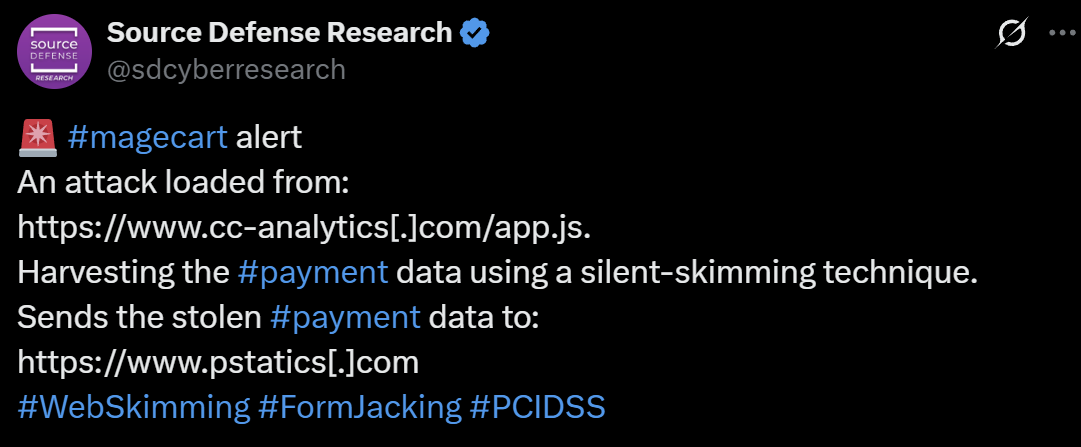 source
DEFENSE
RESEARCH
Source Defense Research
@sdcyberresearch
🚨 #magecart alert
An attack loaded from:
https://www.cc-analytics[.]com/app.js.
Harvesting the #payment data using a silent-skimming technique.
Sends the stolen #payment data to:
https://www.pstatics[.]com
#WebSkimming #FormJacking #PCIDSS